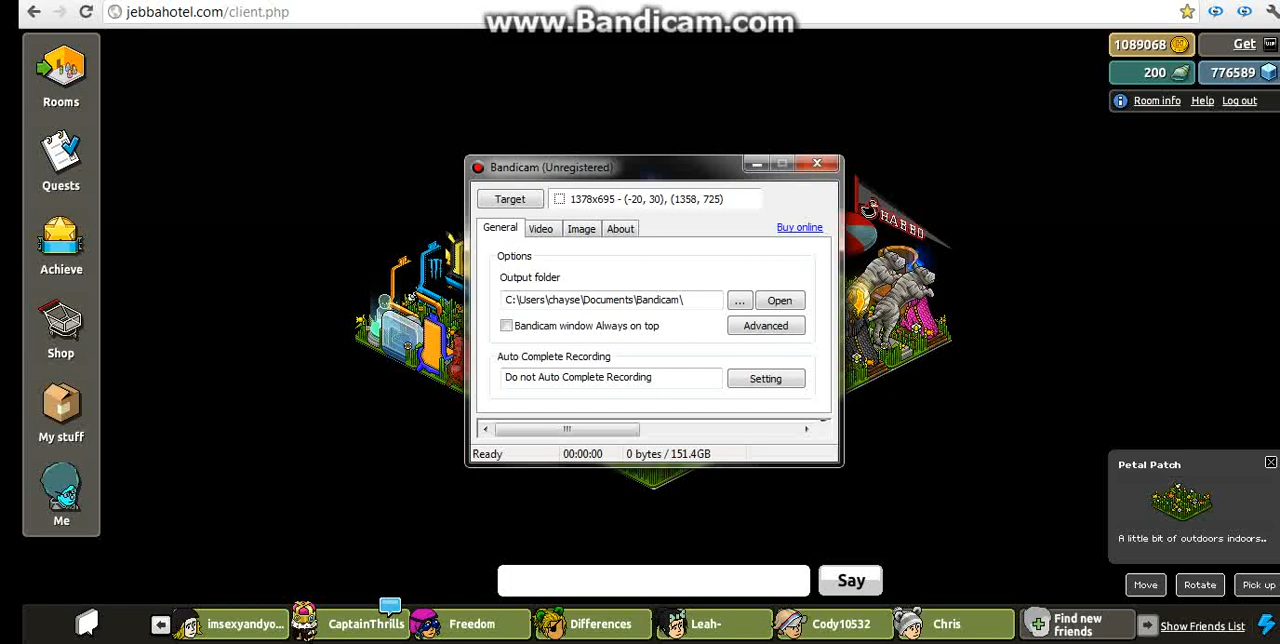 jebbahotel.com/client.php
www.Bandicam.com
1089068
Get
VIP
200
776589
Room info Help Log out
Rooms
Quests
Achieve
Shop
My stuff
Me
Bandicam (Unregistered)
Target
1378x695 - (-20, 30), (1358, 725)
General Video Image About
Buy online
Options
Output folder
C:\Users\chayse\Documents\Bandicam\
... Open
Bandicam window Always on top
Advanced
Auto Complete Recording
Do not Auto Complete Recording
Setting
Ready 00:00:00 0 bytes / 151.4GB
HABBO
Petal Patch
A little bit of outdoors indoors..
Move Rotate Pick up
Say
imsexyandyo...
CaptainThrills
Freedom
Differences
Leah-
Cody10532
Chris
Find new
friends
Show Friends List